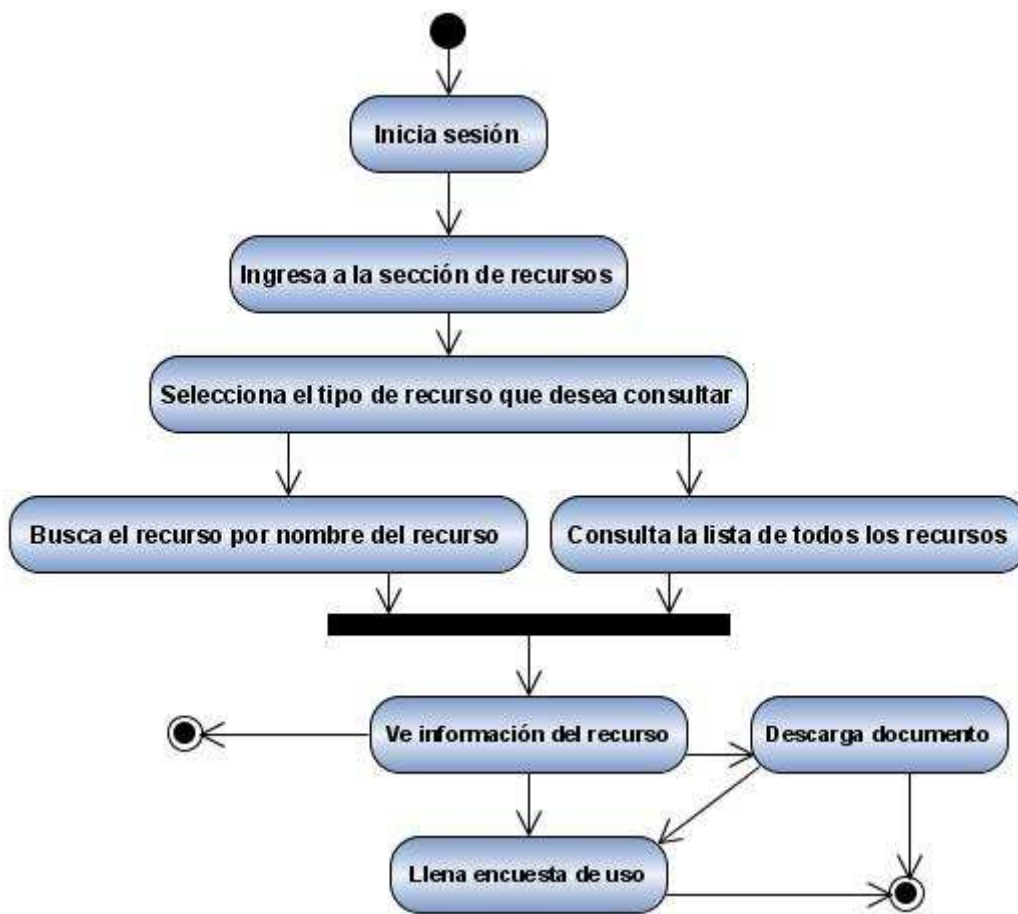 Inicia sesión
Ingresa a la sección de recursos
Selecciona el tipo de recurso que desea consultar
Busca el recurso por nombre del recurso
Consulta la lista de todos los recursos
Ve información del recurso
Descarga documento
Llena encuesta de uso